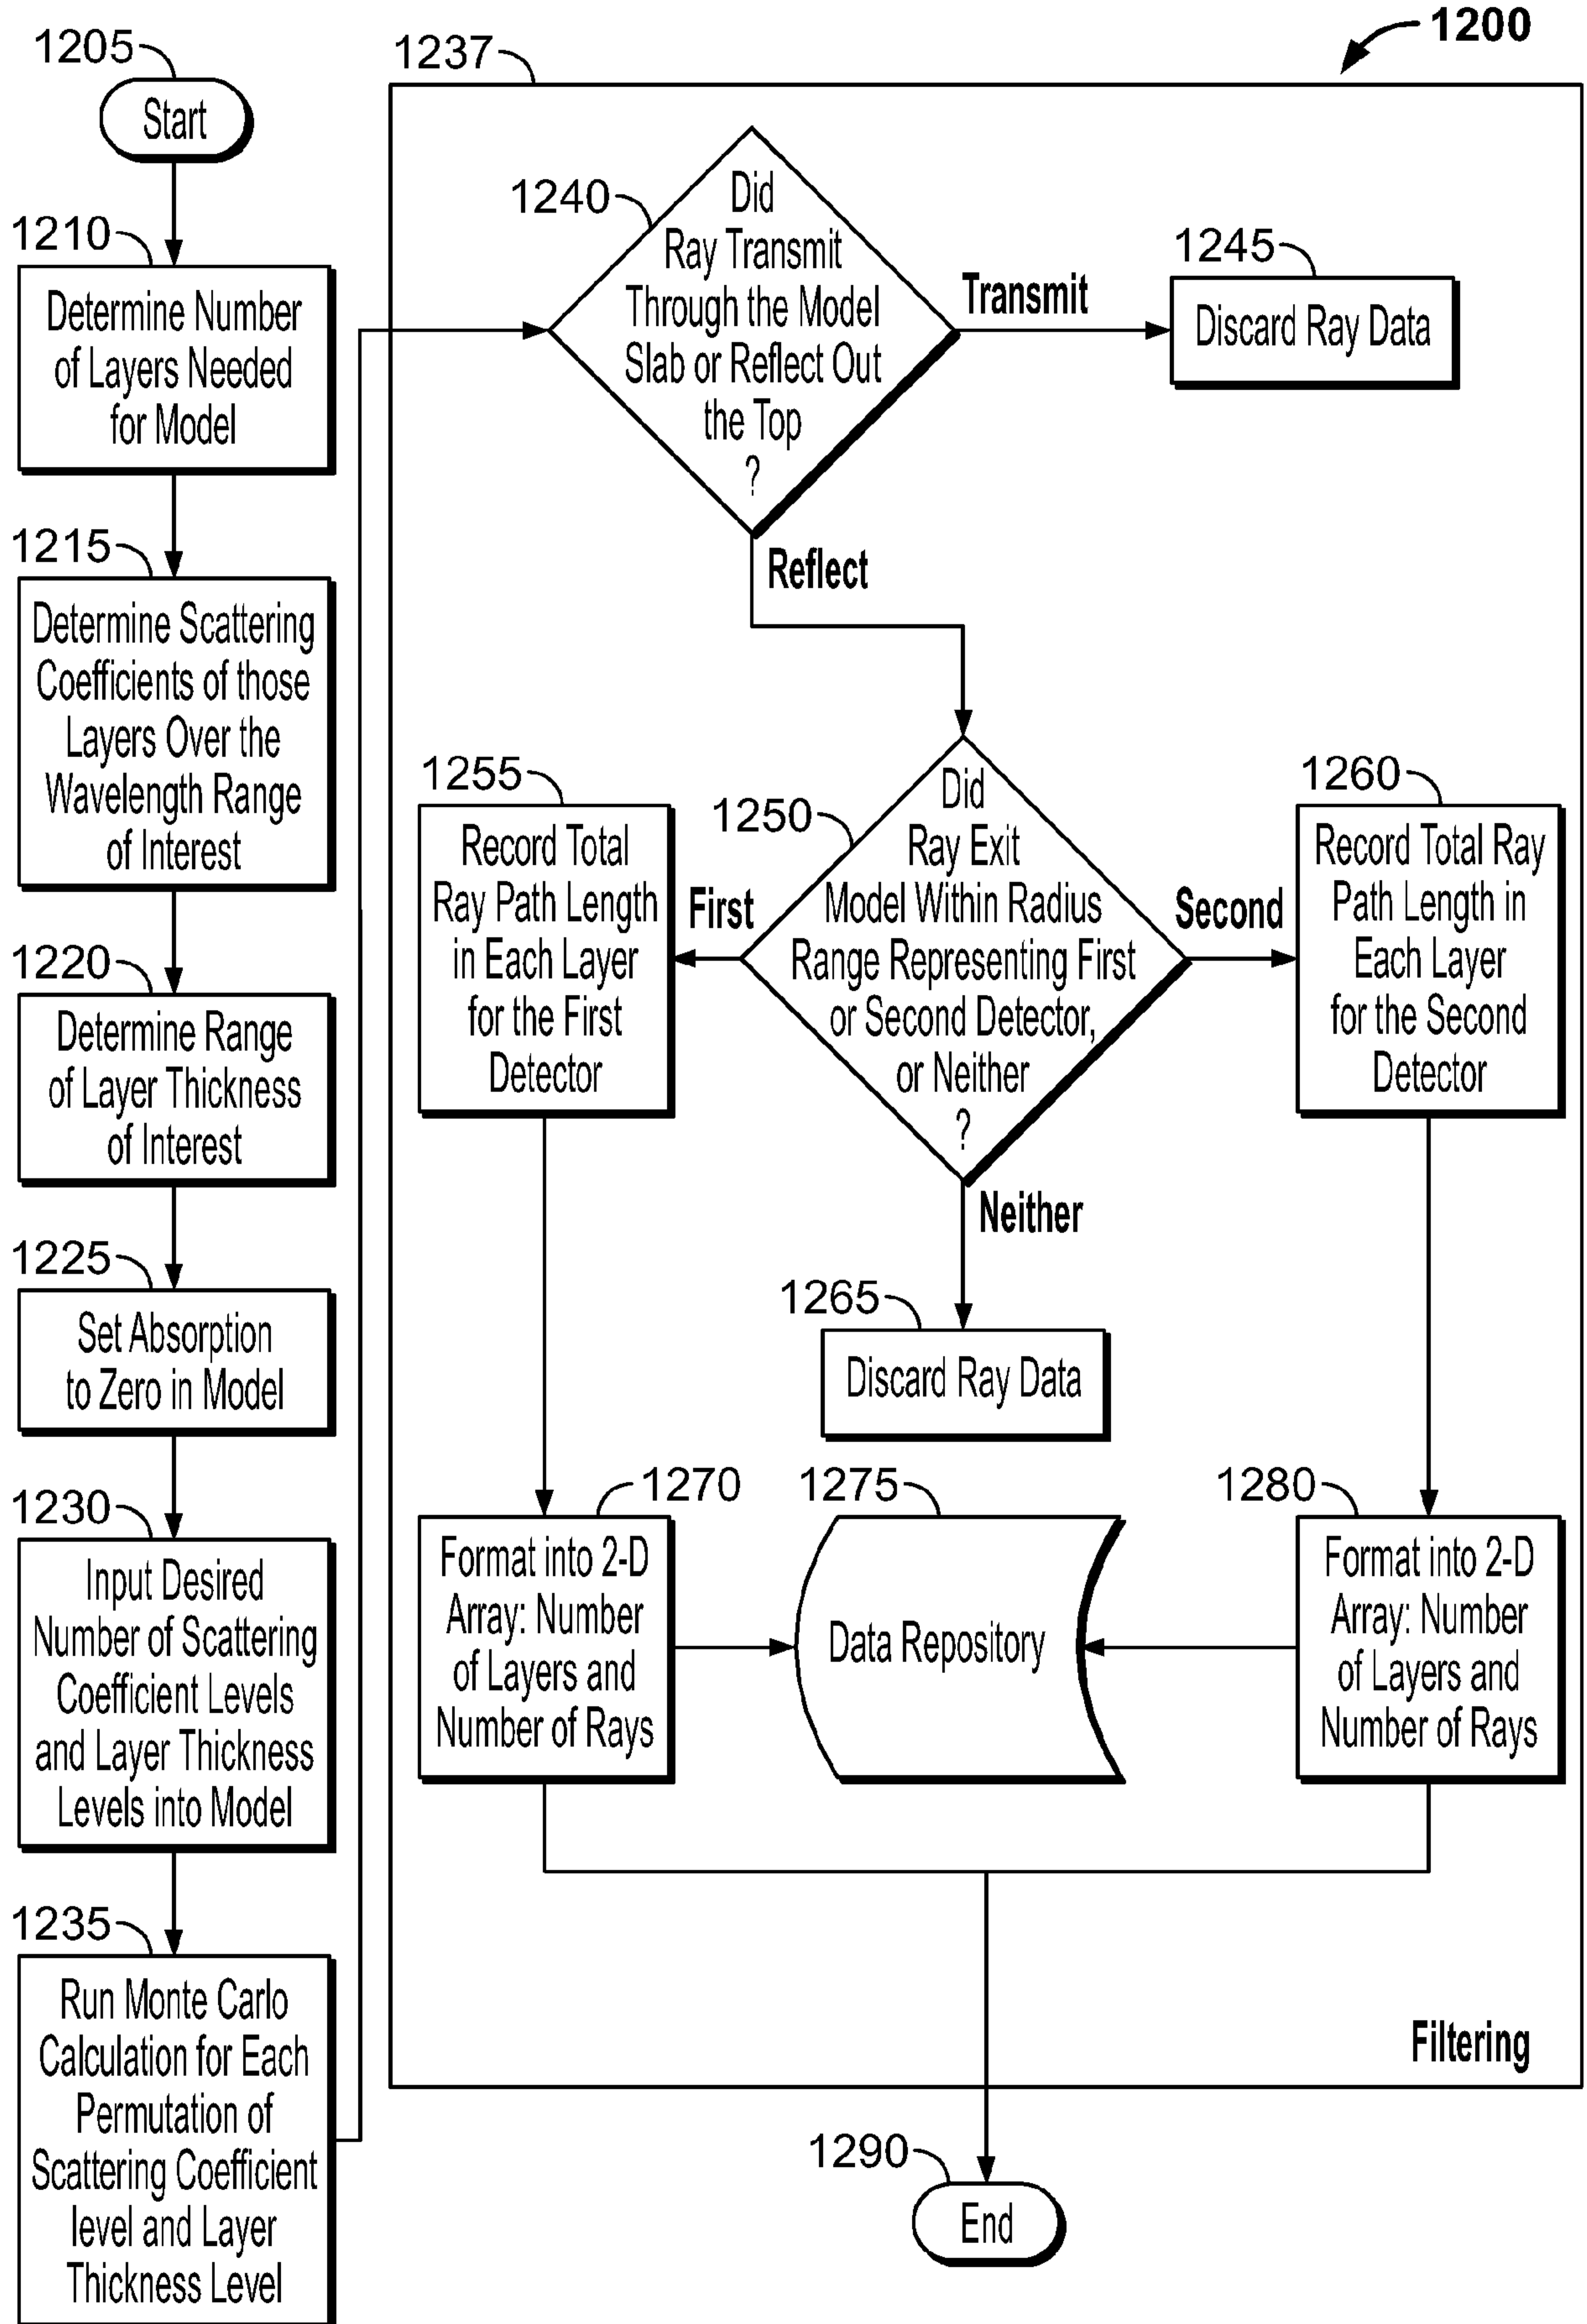 1200
1205
Start
1210
Determine Number
of Layers Needed
for Model
1215
Determine Scattering
Coefficients of those
Layers Over the
Wavelength Range
of Interest
1220
Determine Range
of Layer Thickness
of Interest
1225
Set Absorption
to Zero in Model
1230
Input Desired
Number of Scattering
Coefficient Levels
and Layer Thickness
Levels into Model
1235
Run Monte Carlo
Calculation for Each
Permutation of
Scattering Coefficient
level and Layer
Thickness Level
1237
1240
Did
Ray Transmit
Through the Model
Slab or Reflect Out
the Top
?
Transmit
1245
Discard Ray Data
Reflect
1250
Did
Ray Exit
Model Within Radius
Range Representing First
or Second Detector,
or Neither
?
First
1255
Record Total
Ray Path Length
in Each Layer
for the First
Detector
Second
1260
Record Total Ray
Path Length in
Each Layer
for the Second
Detector
Neither
1265
Discard Ray Data
1270
Format into 2-D
Array: Number
of Layers and
Number of Rays
1275
Data Repository
1280
Format into 2-D
Array: Number
of Layers and
Number of Rays
Filtering
1290
End